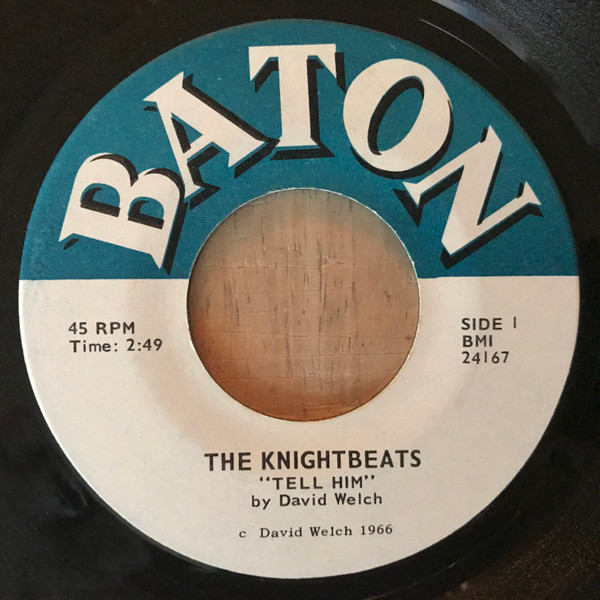 BATON
45 RPM
Time: 2:49
SIDE 1
BMI
24167
THE KNIGHTBEATS
"TELL HIM"
by David Welch
c David Welch 1966